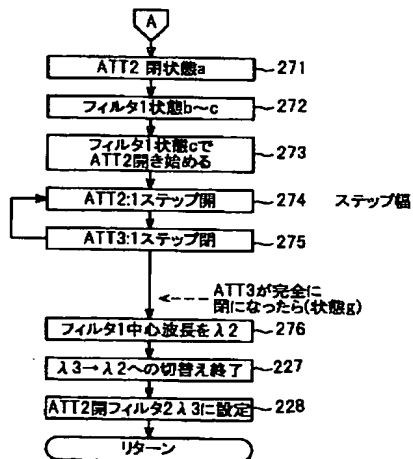 A
ATT2 閉状態a
271
フィルタ1状態b〜c
272
フィルタ1状態cで
ATT2開き始める
273
ATT2:1ステップ開
274
ステップ幅
ATT3:1ステップ閉
275
ATT3が完全に
閉になったら(状態g)
フィルタ1中心波長をλ2
276
λ3→λ2への切替え終了
227
ATT2閉フィルタ2λ3に設定
228
リターン